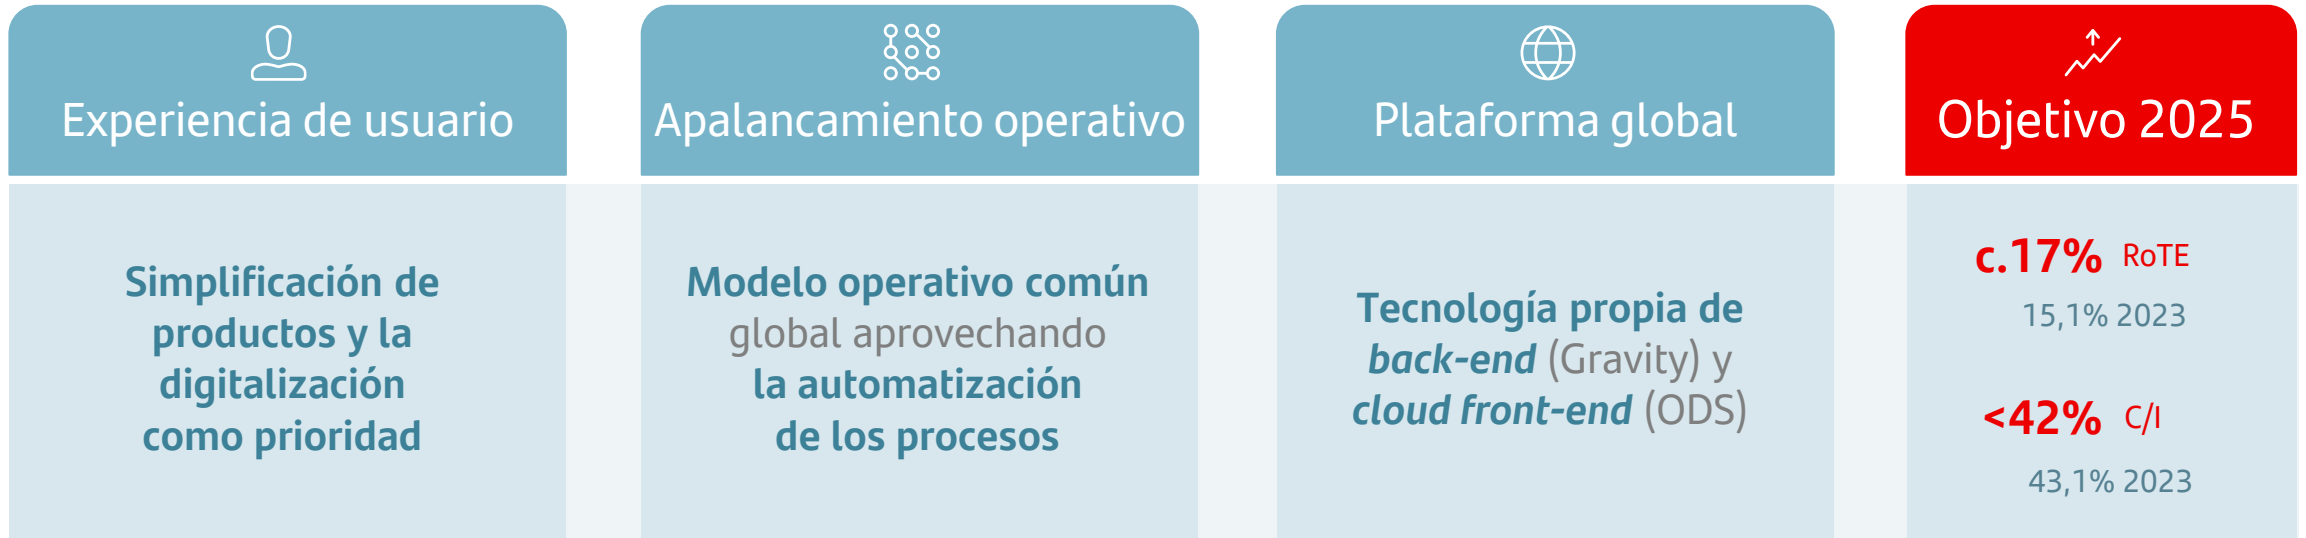 Experiencia de usuario
Simplificación de
productos y la
digitalización
como prioridad
Apalancamiento operativo
Modelo operativo común
global aprovechando
la automatización
de los procesos
Plataforma global
Tecnología propia de
back-end (Gravity) y
cloud front-end (ODS)
Objetivo 2025
c.17% RoTE
15,1% 2023
<42% C/I
43,1% 2023